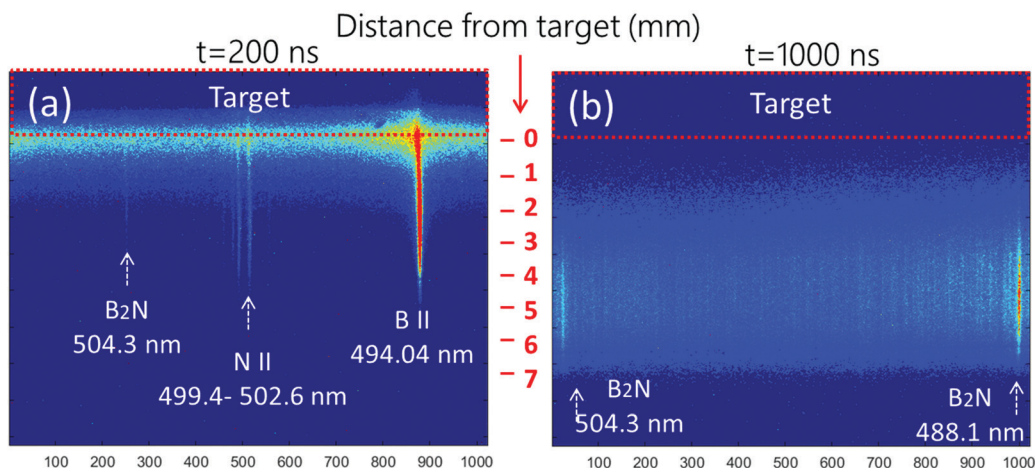 Distance from target (mm)
t=200 ns
t=1000 ns
(a)
Target
(b)
Target
– 0
– 1
– 2
– 3
– 4
– 5
– 6
– 7
B2N
504.3 nm
N II
499.4- 502.6 nm
B II
494.04 nm
B2N
504.3 nm
B2N
488.1 nm
100 200 300 400 500 600 700 800 900 1000
100 200 300 400 500 600 700 800 900 1000